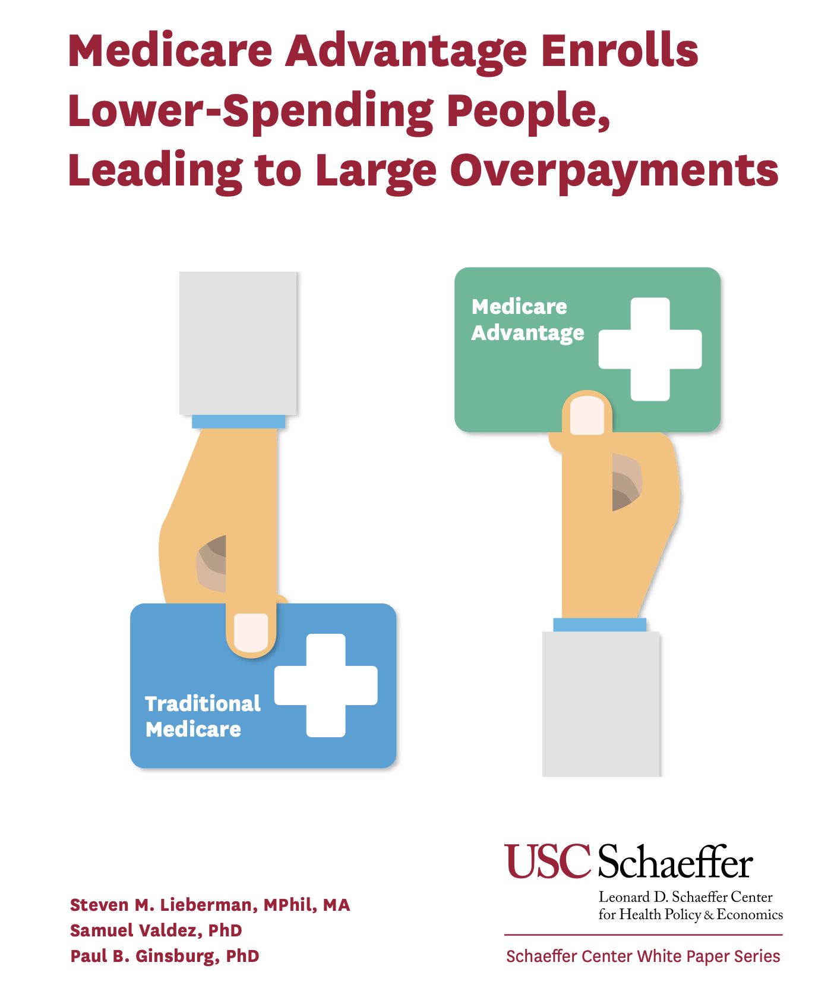 Medicare Advantage Enrolls
Lower-Spending People,
Leading to Large Overpayments
Medicare
Advantage
Traditional
Medicare
Steven M. Lieberman, MPhil, MA
Samuel Valdez, PhD
Paul B. Ginsburg, PhD
USC Schaeffer
Leonard D. Schaeffer Center
for Health Policy & Economics
Schaeffer Center White Paper Series